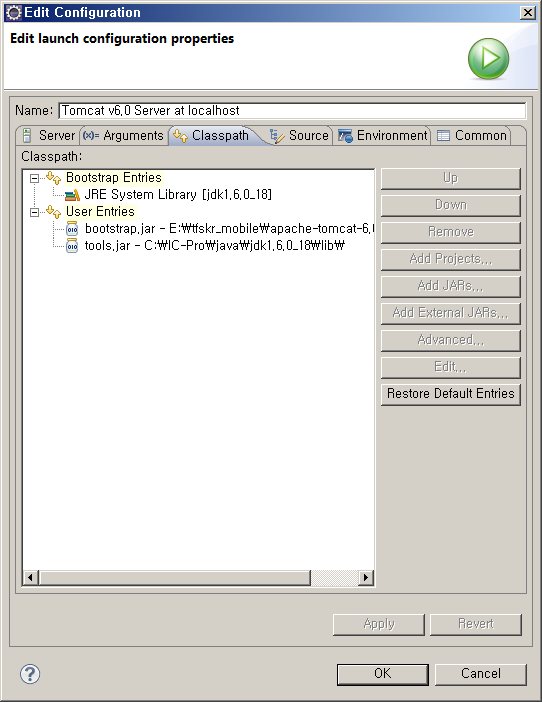 Edit Configuration
Edit launch configuration properties
Name: Tomcat v6.0 Server at localhost
Server (x)= Arguments Classpath Source Environment Common
Classpath:
Bootstrap Entries
JRE System Library [jdk1.6.0_18]
User Entries
bootstrap.jar - E:₩tfskr_mobile₩apache-tomcat-6.0
tools.jar - C:₩IC-Pro₩java₩jdk1.6.0_18₩lib₩
Up
Down
Remove
Add Projects...
Add JARs...
Add External JARs...
Advanced...
Edit...
Restore Default Entries
Apply Revert
? OK Cancel